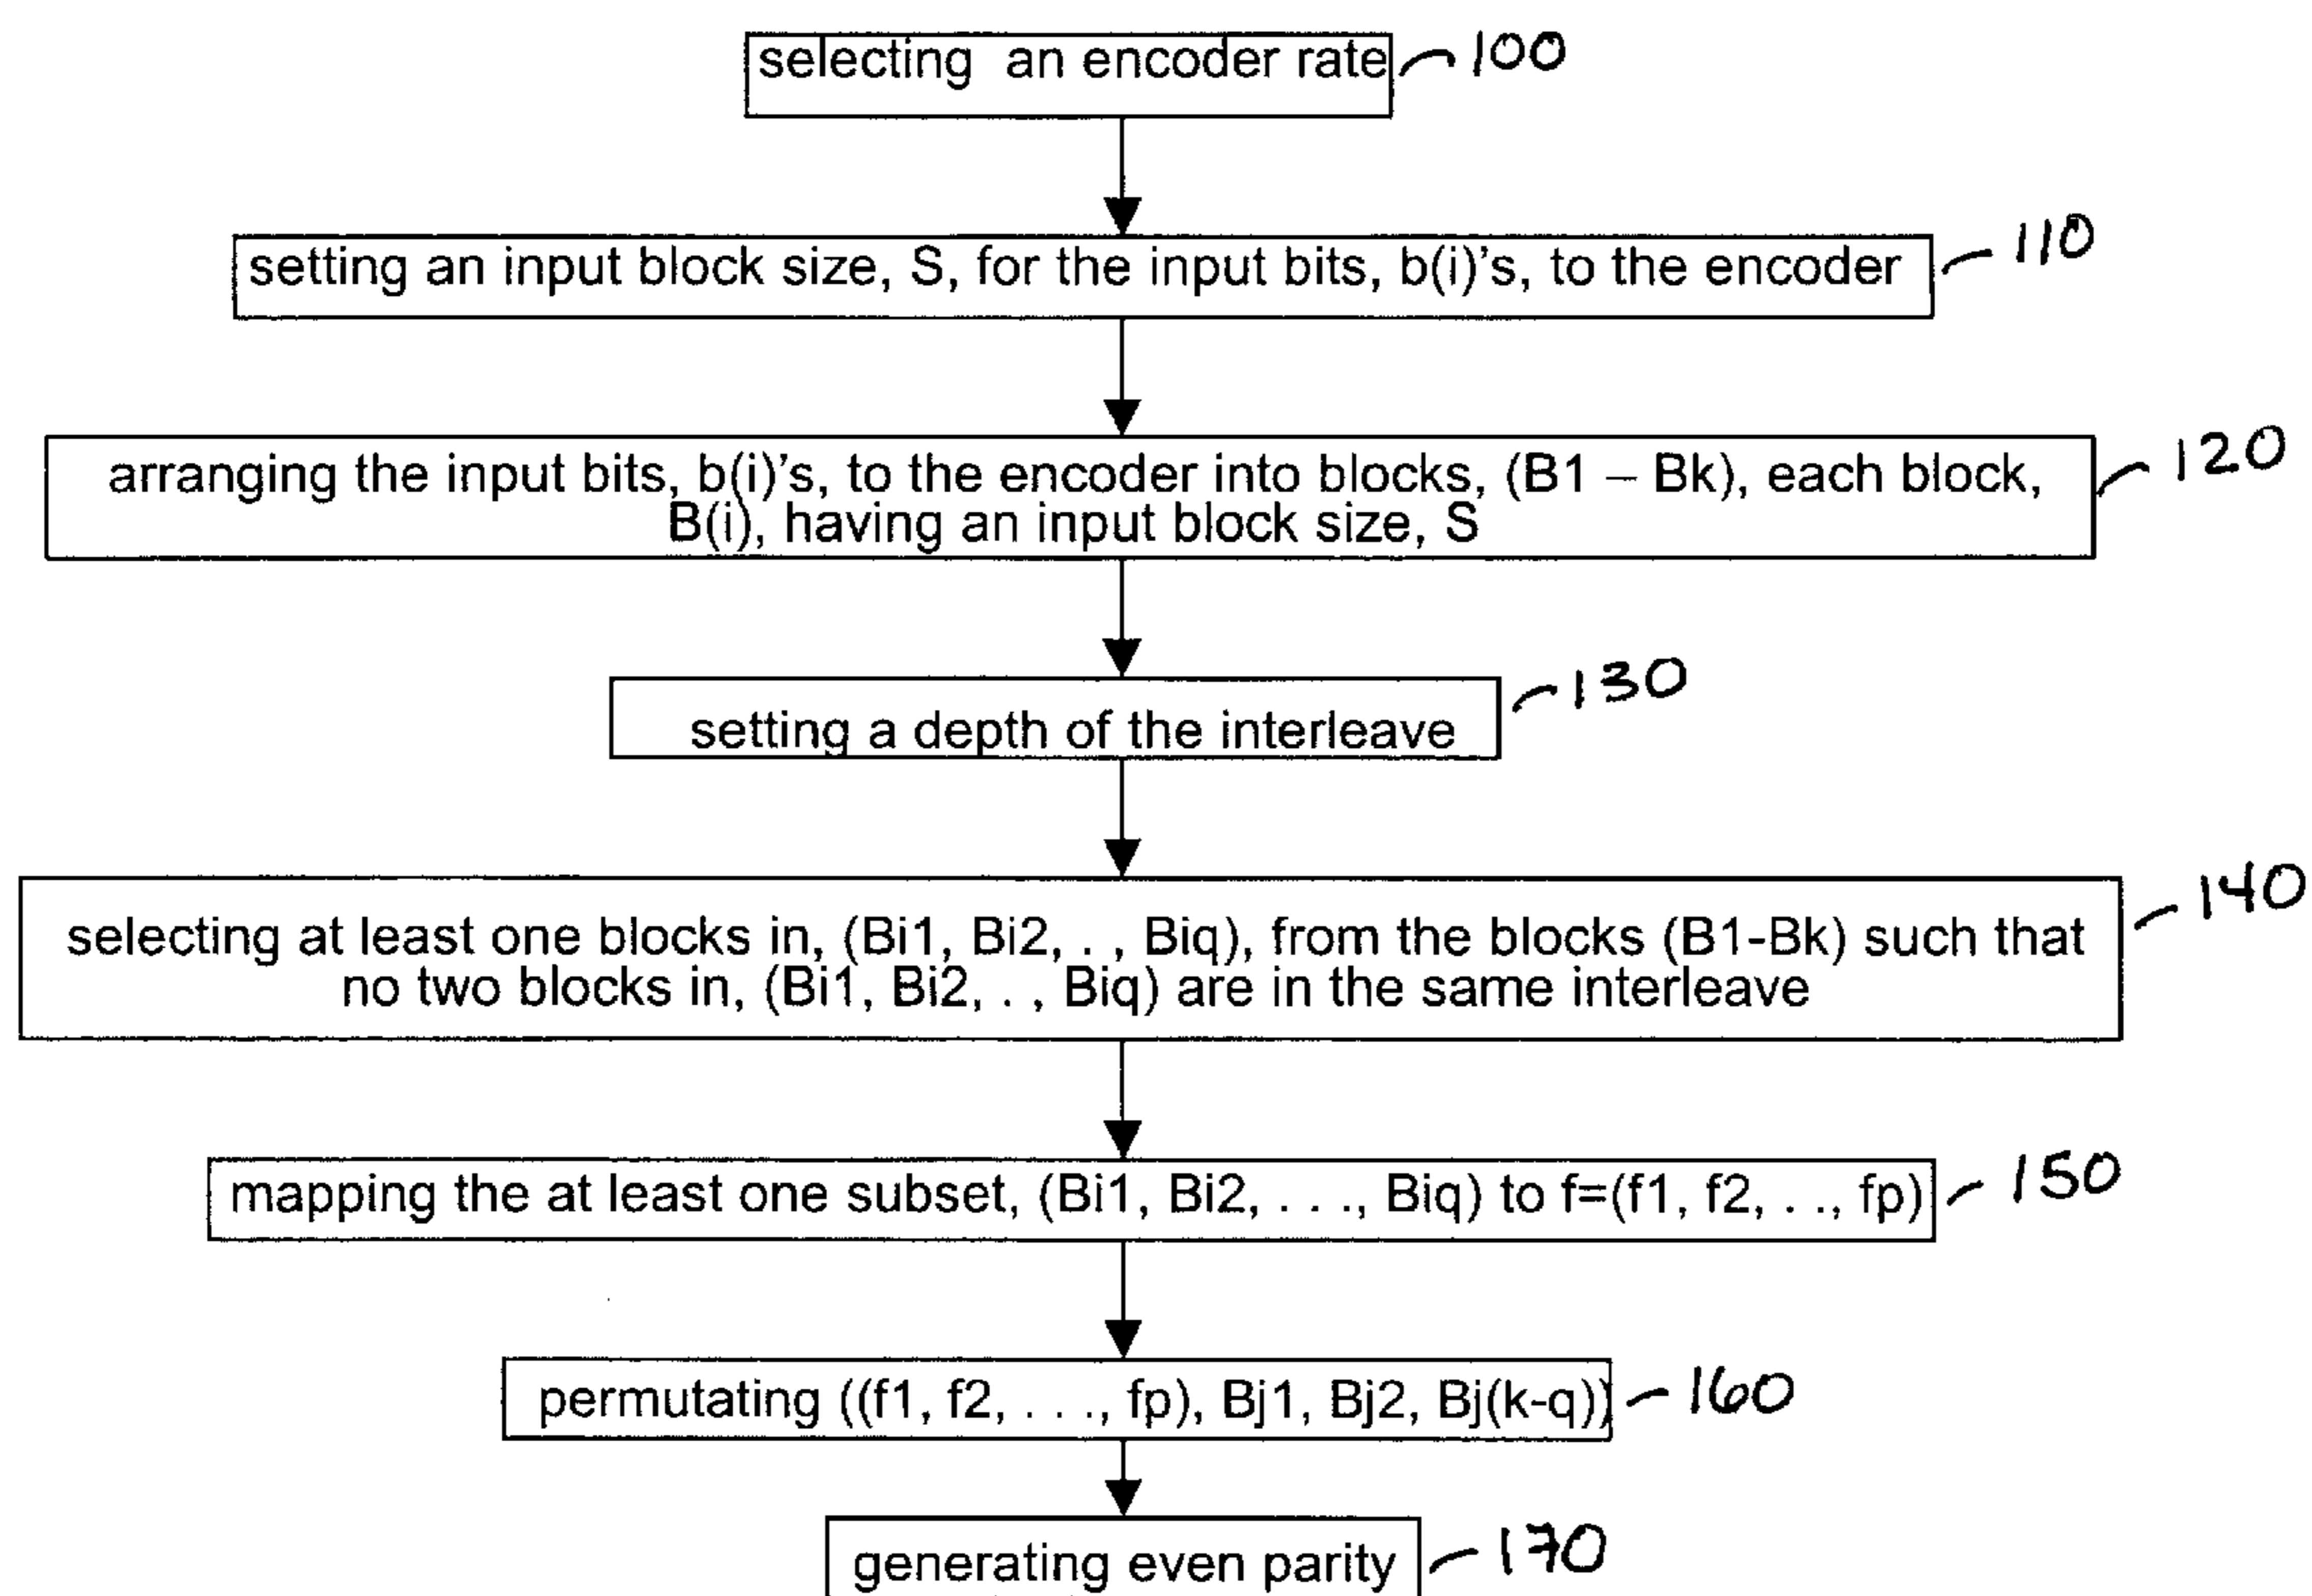 selecting an encoder rate 100
setting an input block size, S, for the input bits, b(i)'s, to the encoder 110
arranging the input bits, b(i)'s, to the encoder into blocks, (B1 – Bk), each block, 120
B(i), having an input block size, S
setting a depth of the interleave 130
selecting at least one blocks in, (Bi1, Bi2, . , Biq), from the blocks (B1-Bk) such that 140
no two blocks in, (Bi1, Bi2, . , Biq) are in the same interleave
mapping the at least one subset, (Bi1, Bi2, . . ., Biq) to f=(f1, f2, . ., fp) 150
permutating ((f1, f2, . . ., fp), Bj1, Bj2, Bj(k-q)) 160
generating even parity 170